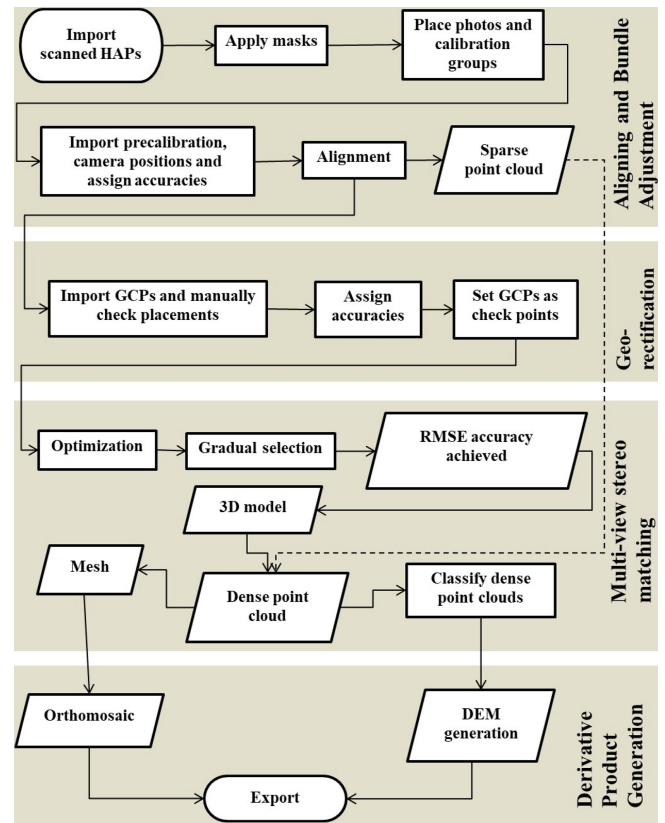 Import
scanned HAPs
Apply masks
Place photos and
calibration
groups
Import precalibration,
camera positions and
assign accuracies
Alignment
Sparse
point cloud
Aligning and Bundle
Adjustment
Import GCPs and manually
check placements
Assign
accuracies
Set GCPs as
check points
Geo-
rectification
Optimization
Gradual selection
RMSE accuracy
achieved
3D model
Mesh
Dense point
cloud
Classify dense
point clouds
Multi-view stereo
matching
Orthomosaic
DEM
generation
Export
Derivative
Product
Generation